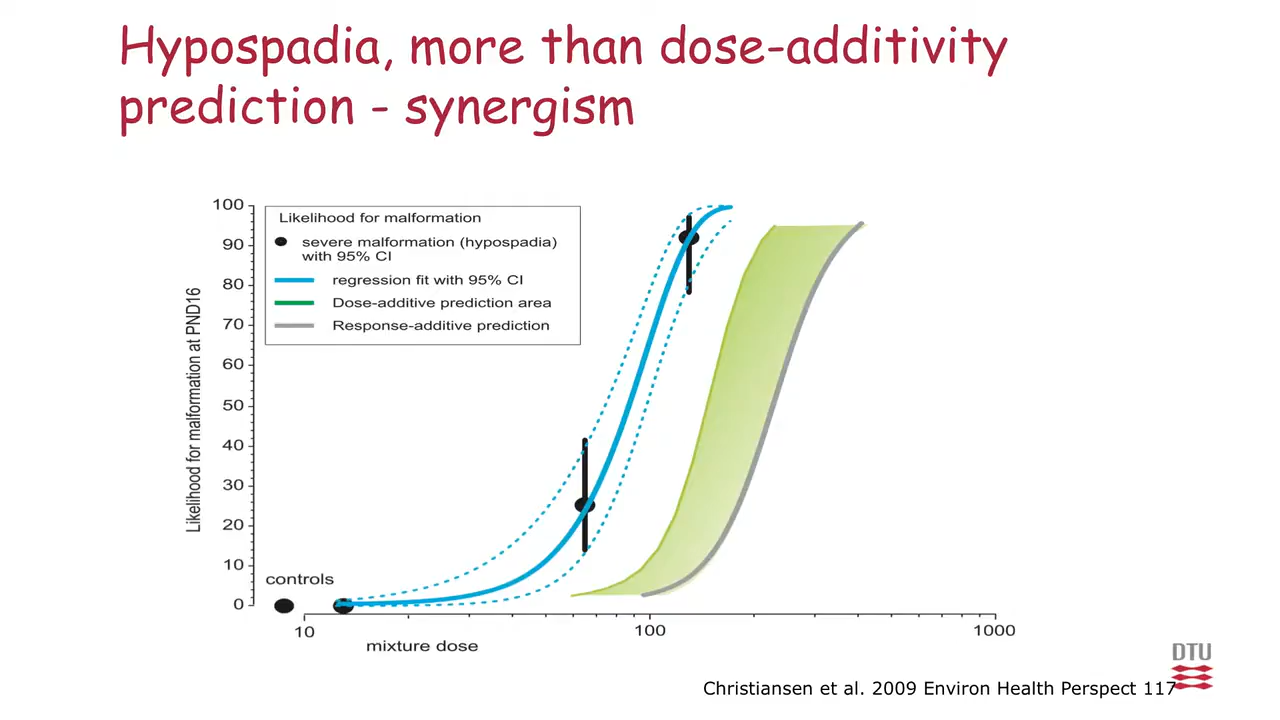 Hypospadia, more than dose-additivity
prediction - synergism
Likelihood for malformation at PND16
100
90
80
70
60
50
40
30
20
10
0
Likelihood for malformation
severe malformation (hypospadia)
with 95% CI
regression fit with 95% CI
Dose-additive prediction area
Response-additive prediction
controls
10
100
1000
mixture dose
DTU
Christiansen et al. 2009 Environ Health Perspect 117